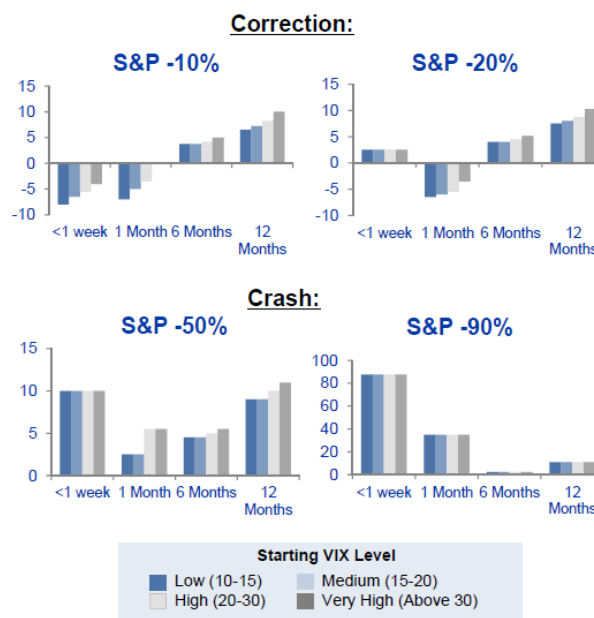 Correction:
S&P -10%
15
10
5
0
-5
-10
<1 week 1 Month 6 Months 12
Months
S&P -20%
15
10
5
0
-5
-10
<1 week 1 Month 6 Months 12
Months
Crash:
S&P -50%
15
10
5
0
<1 week 1 Month 6 Months 12
Months
S&P -90%
100
80
60
40
20
0
<1 week 1 Month 6 Months 12
Months
Starting VIX Level
Low (10-15) Medium (15-20)
High (20-30) Very High (Above 30)